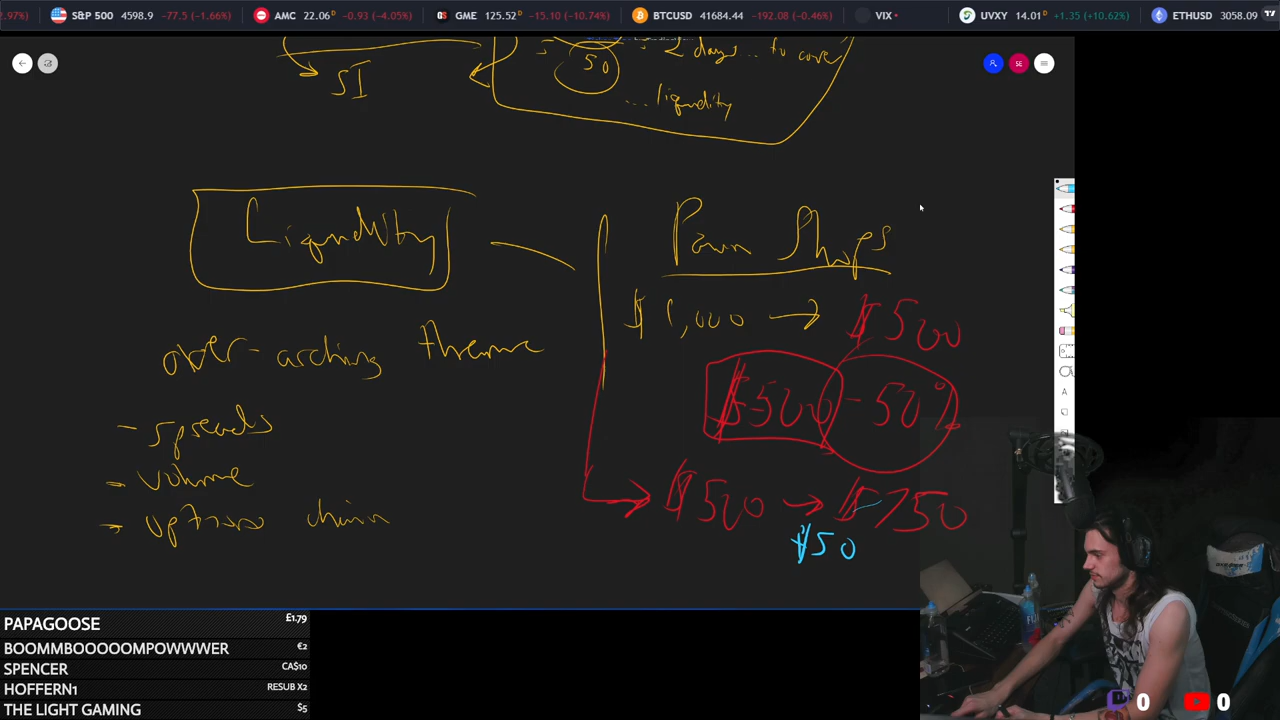 2.97%) S&P 500 4598.9 -77.5 (-1.66%) AMC 22.06 D -0.93 (-4.05%) GME 125.52 D -15.10 (-10.74%) BTCUSD 41684.44 -192.08 (-0.46%) VIX UVXY 14.01 D +1.35 (+10.62%) ETHUSD 3058.09
SE
= 2 days .. to cover
50
SI
... liquidity
Liquidity
Pawn Shops
$1,000 → $500
over-arching theme
$500 - 50%
- spreads
- volume
$500 → $750
- options chain
$50
PAPAGOOSE £1.79
BOOMMBOOOOOMPOWWWER €2
SPENCER CA$10
HOFFERN1 RESUB X2
THE LIGHT GAMING $5
0 0